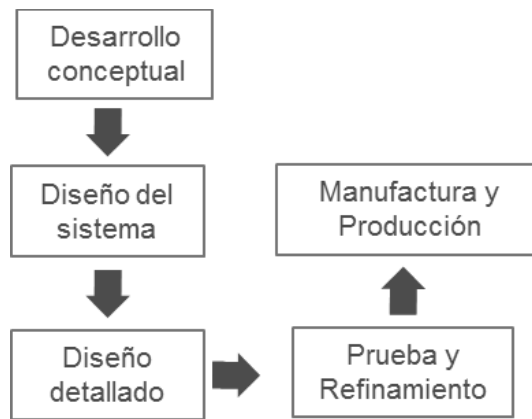 Desarrollo
conceptual
Diseño del
sistema
Diseño
detallado
Prueba y
Refinamiento
Manufactura y
Producción